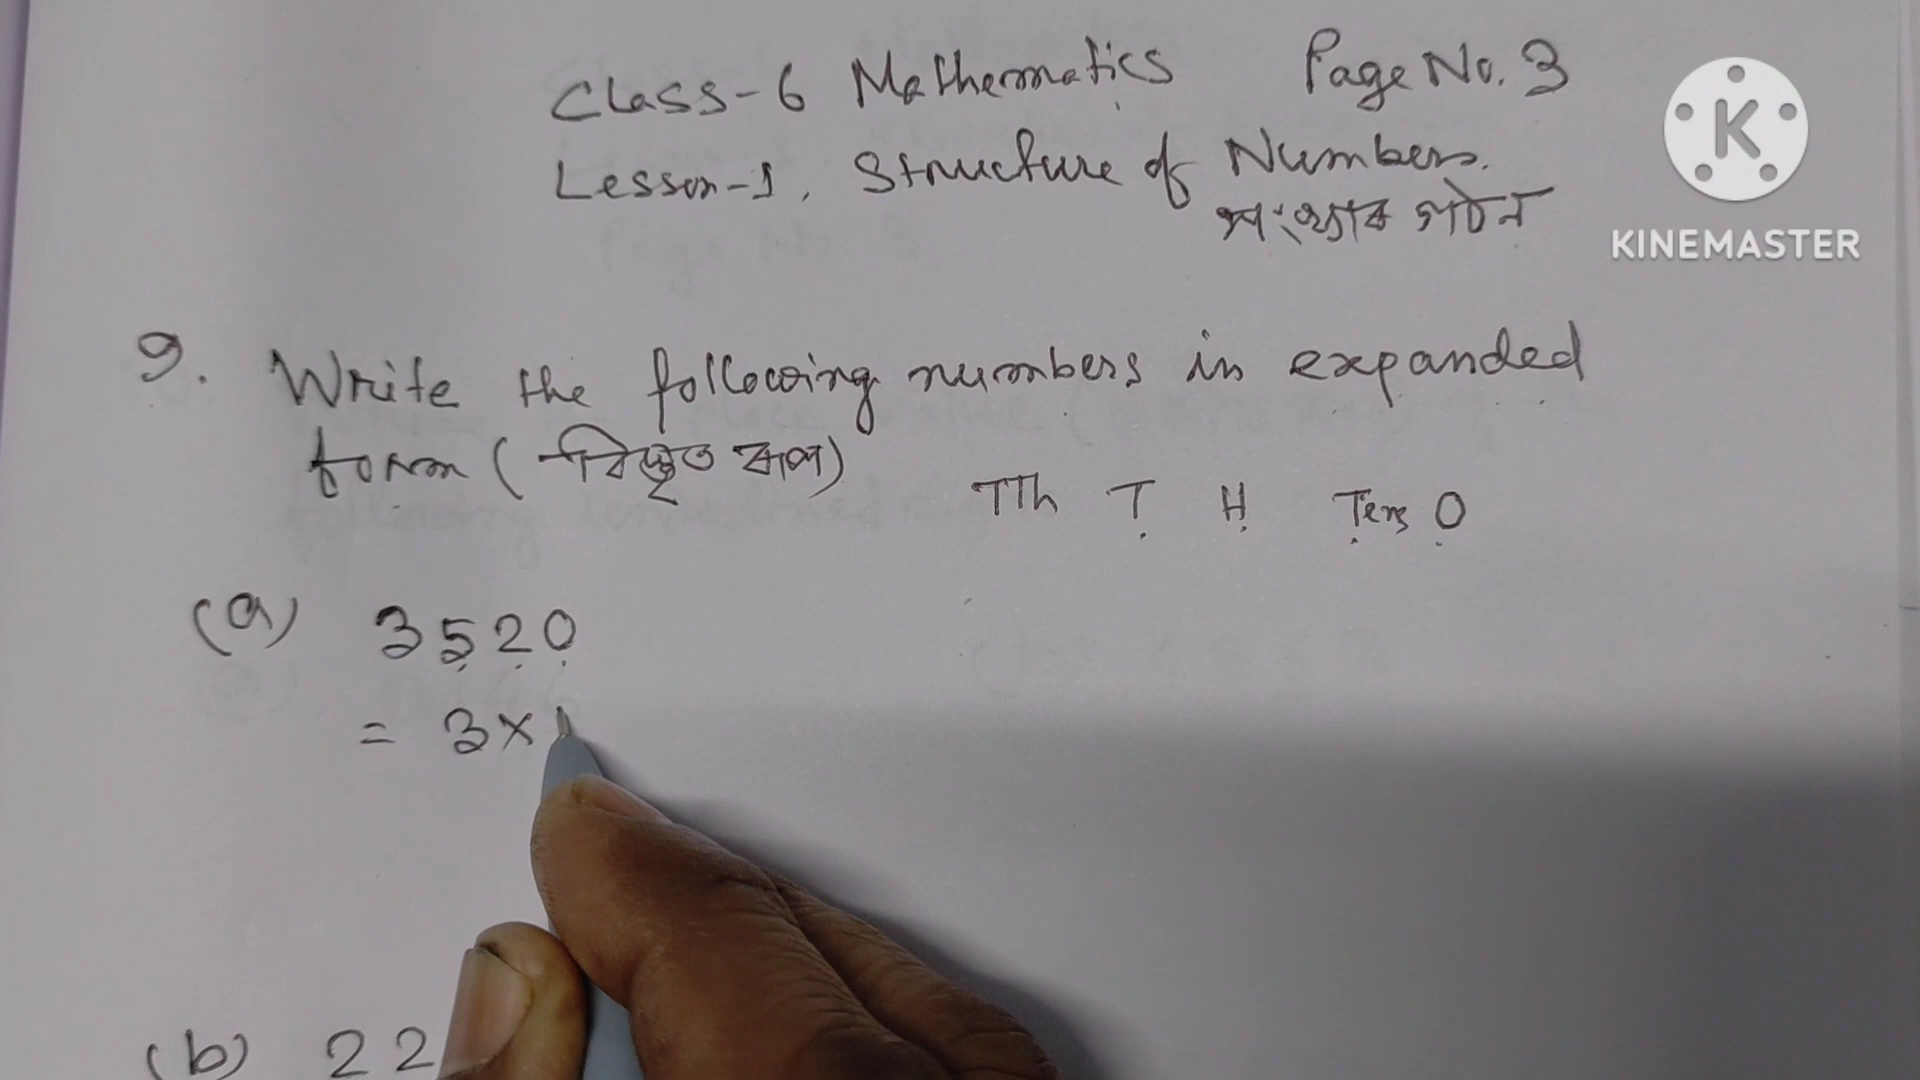 Class-6 Mathematics Page No. 3
Lesson-1, Structure of Numbers.
সংখ্যাৰ গঠন
K
KINEMASTER
9. Write the following numbers in expanded
form (বিস্তৃত ৰূপ)
TTh T H Tens O
(a) 3520
= 3×1
(b) 22